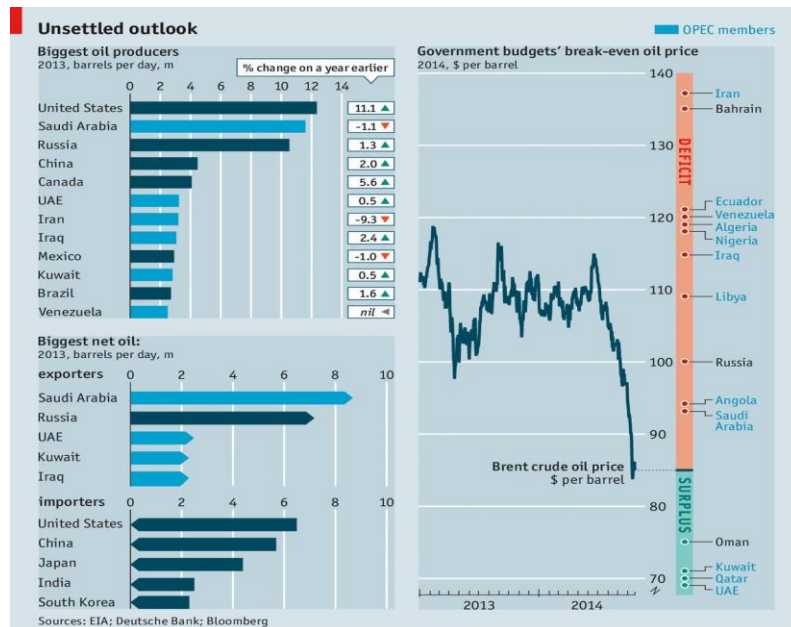 Unsettled outlook
OPEC members
Biggest oil producers
2013, barrels per day, m
% change on a year earlier
0 2 4 6 8 10 12 14
United States 11.1
Saudi Arabia -1.1
Russia 1.3
China 2.0
Canada 5.6
UAE 0.5
Iran -9.3
Iraq 2.4
Mexico -1.0
Kuwait 0.5
Brazil 1.6
Venezuela nil
Biggest net oil:
2013, barrels per day, m
exporters 0 2 4 6 8 10
Saudi Arabia
Russia
UAE
Kuwait
Iraq
importers 0 2 4 6 8 10
United States
China
Japan
India
South Korea
Sources: EIA; Deutsche Bank; Bloomberg
Government budgets' break-even oil price
2014, $ per barrel
140
130
120
110
100
90
80
70
Brent crude oil price
$ per barrel
2013 2014
DEFICIT
SURPLUS
Iran
Bahrain
Ecuador
Venezuela
Algeria
Nigeria
Iraq
Libya
Russia
Angola
Saudi
Arabia
Oman
Kuwait
Qatar
UAE